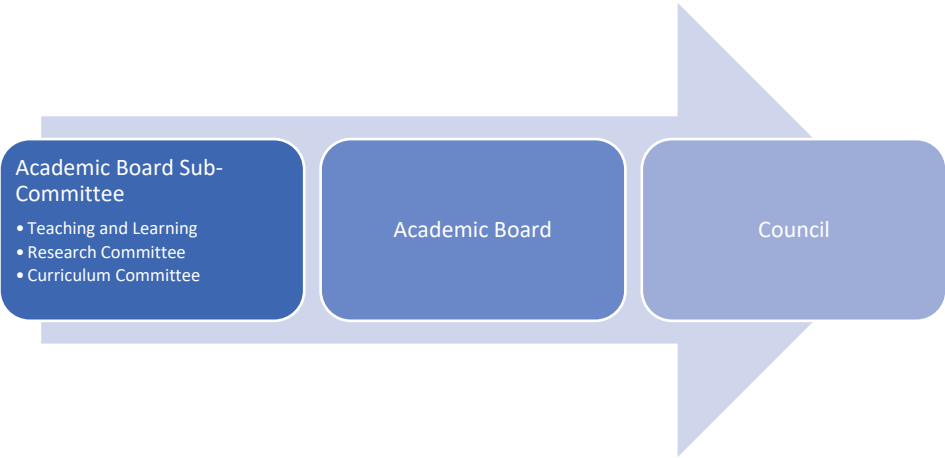 Academic Board Sub-
Committee
• Teaching and Learning
• Research Committee
• Curriculum Committee
Academic Board
Council